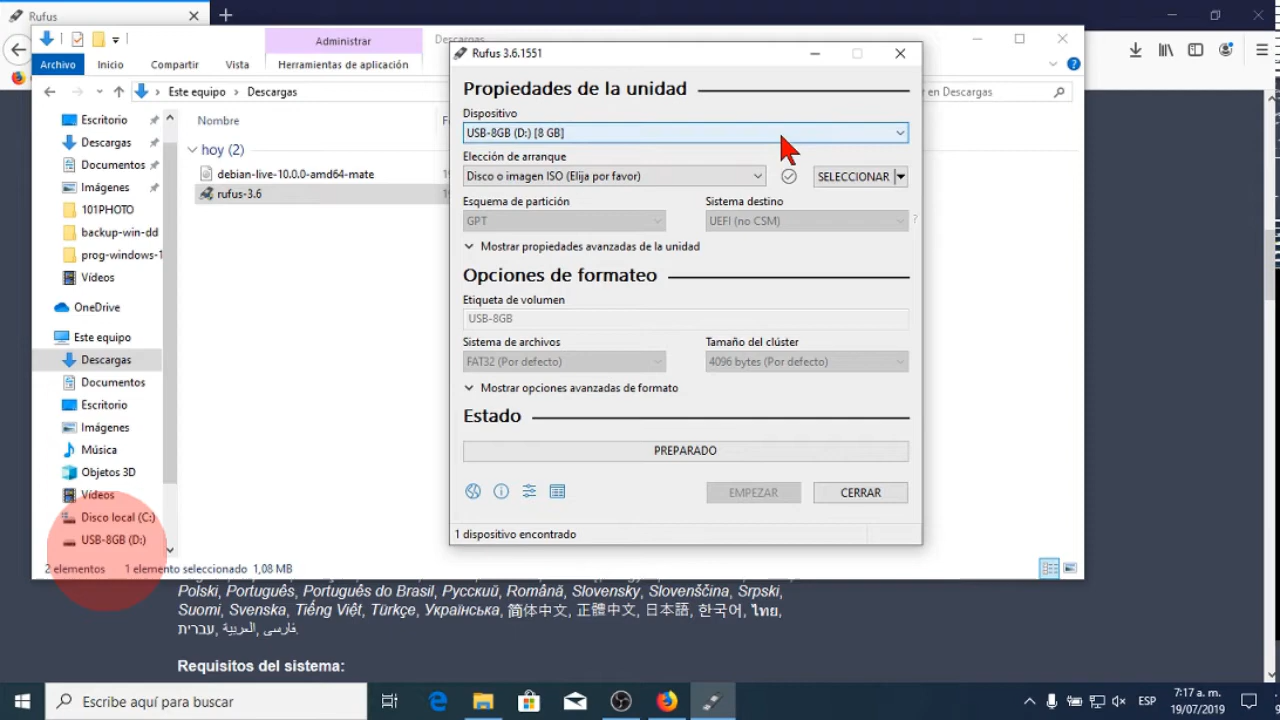 Rufus
Administrar
Descargas
Archivo
Inicio
Compartir
Vista
Herramientas de aplicación
Este equipo > Descargas
en Descargas
Escritorio
Descargas
Documentos
Imágenes
101PHOTO
backup-win-dd
prog-windows-1
Vídeos
OneDrive
Este equipo
Descargas
Documentos
Escritorio
Imágenes
Música
Objetos 3D
Vídeos
Disco local (C:)
USB-8GB (D:)
Nombre
hoy (2)
debian-live-10.0.0-amd64-mate
rufus-3.6
2 elementos 1 elemento seleccionado 1,08 MB
Rufus 3.6.1551
Propiedades de la unidad
Dispositivo
USB-8GB (D:) [8 GB]
Elección de arranque
Disco o imagen ISO (Elija por favor)
SELECCIONAR
Esquema de partición
Sistema destino
GPT
UEFI (no CSM)
?
Mostrar propiedades avanzadas de la unidad
Opciones de formateo
Etiqueta de volumen
USB-8GB
Sistema de archivos
Tamaño del clúster
FAT32 (Por defecto)
4096 bytes (Por defecto)
Mostrar opciones avanzadas de formato
Estado
PREPARADO
EMPEZAR
CERRAR
1 dispositivo encontrado
Polski, Português, Português do Brasil, Русский, Română, Slovensky, Slovenščina, Srpski,
Suomi, Svenska, Tiếng Việt, Türkçe, Українська, 简体中文, 正體中文, 日本語, 한국어, ไทย,
עברית, العربية, فارسی.
Requisitos del sistema:
Escribe aquí para buscar
ESP
7:17 a. m.
19/07/2019